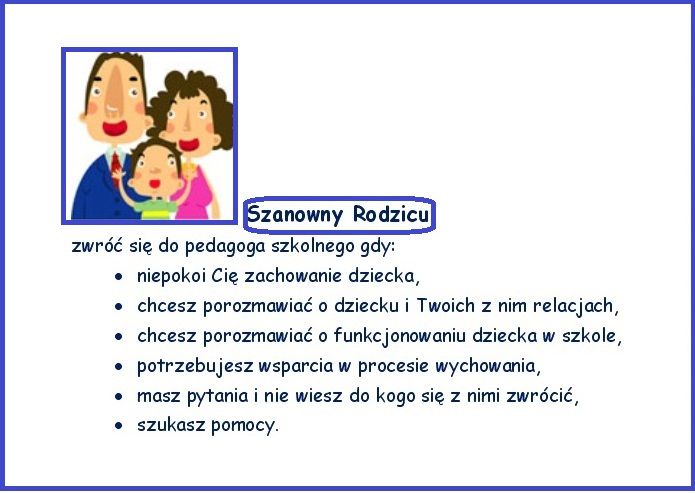 Szanowny Rodzicu
zwróć się do pedagoga szkolnego gdy:
• niepokoi Cię zachowanie dziecka,
• chcesz porozmawiać o dziecku i Twoich z nim relacjach,
• chcesz porozmawiać o funkcjonowaniu dziecka w szkole,
• potrzebujesz wsparcia w procesie wychowania,
• masz pytania i nie wiesz do kogo się z nimi zwrócić,
• szukasz pomocy.